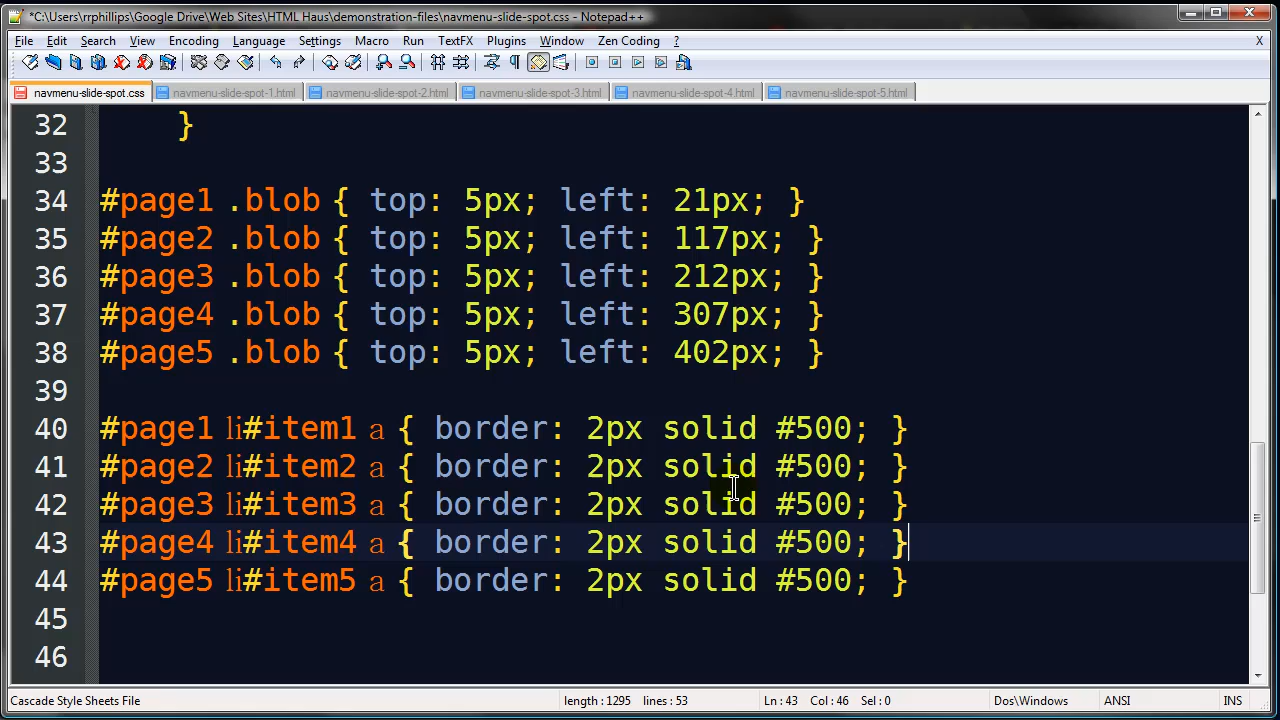 *C:\Users\rrphillips\Google Drive\Web Sites\HTML Haus\demonstration-files\navmenu-slide-spot.css - Notepad++
File Edit Search View Encoding Language Settings Macro Run TextFX Plugins Window Zen Coding ? X
navmenu-slide-spot.css navmenu-slide-spot-1.html navmenu-slide-spot-2.html navmenu-slide-spot-3.html navmenu-slide-spot-4.html navmenu-slide-spot-5.html
32 }
33
34 #page1 .blob { top: 5px; left: 21px; }
35 #page2 .blob { top: 5px; left: 117px; }
36 #page3 .blob { top: 5px; left: 212px; }
37 #page4 .blob { top: 5px; left: 307px; }
38 #page5 .blob { top: 5px; left: 402px; }
39
40 #page1 li#item1 a { border: 2px solid #500; }
41 #page2 li#item2 a { border: 2px solid #500; }
42 #page3 li#item3 a { border: 2px solid #500; }
43 #page4 li#item4 a { border: 2px solid #500; }
44 #page5 li#item5 a { border: 2px solid #500; }
45
46
Cascade Style Sheets File length : 1295 lines : 53 Ln : 43 Col : 46 Sel : 0 Dos\Windows ANSI INS